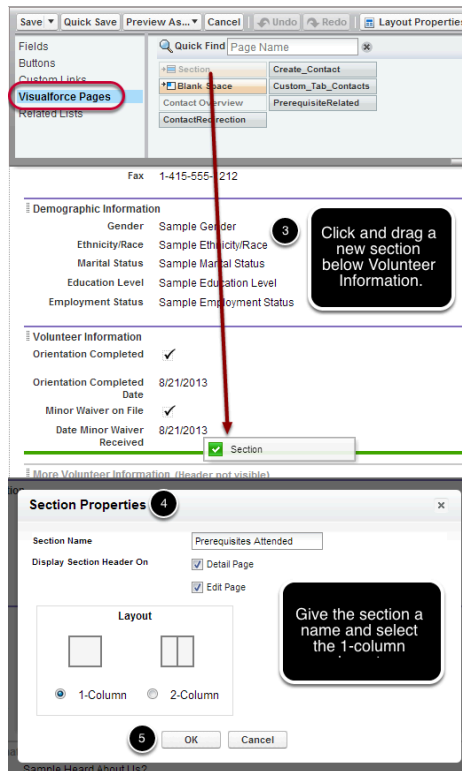 Save ▼ Quick Save Preview As...▼ Cancel Undo Redo Layout Properties
Fields
Buttons
Custom Links
Visualforce Pages
Related Lists
Quick Find Page Name
Section Create_Contact
Blank Space Custom_Tab_Contacts
Contact Overview PrerequisiteRelated
ContactRedirection
Fax 1-415-555-1212
Demographic Information
Gender Sample Gender
Ethnicity/Race Sample Ethnicity/Race
Marital Status Sample Marital Status
Education Level Sample Education Level
Employment Status Sample Employment Status
3
Click and drag a
new section
below Volunteer
Information.
Volunteer Information
Orientation Completed ✓
Orientation Completed
Date
8/21/2013
Minor Waiver on File ✓
Date Minor Waiver
Received
8/21/2013
Section
More Volunteer Information (Header not visible)
Section Properties 4
Section Name Prerequisites Attended
Display Section Header On Detail Page
Edit Page
Layout
1-Column 2-Column
Give the section a
name and select
the 1-column
5 OK Cancel
Sample Heard About Us?